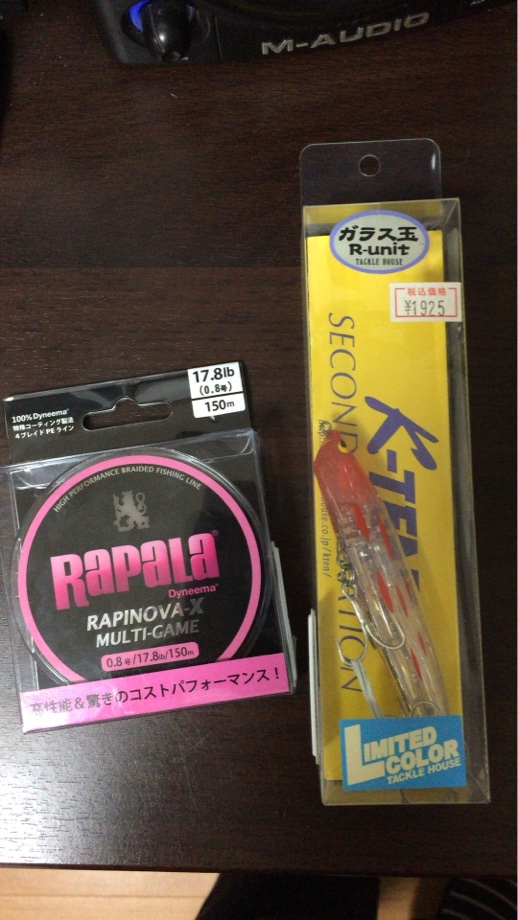 M-AUDIO
ガラス玉
R-unit
TACKLE HOUSE
税込価格
¥1925
SECOND
K-TEN
LIMITED
COLOR
TACKLE HOUSE
17.8lb
(0.8号)
150m
100% Dyneema®
特殊コーティング製法
4ブレイドPEライン
HIGH PERFORMANCE BRAIDED FISHING LINE
Rapala®
Dyneema®
RAPINOVA-X
MULTI-GAME
0.8号/17.8lb/150m
高性能&驚きのコストパフォーマンス!